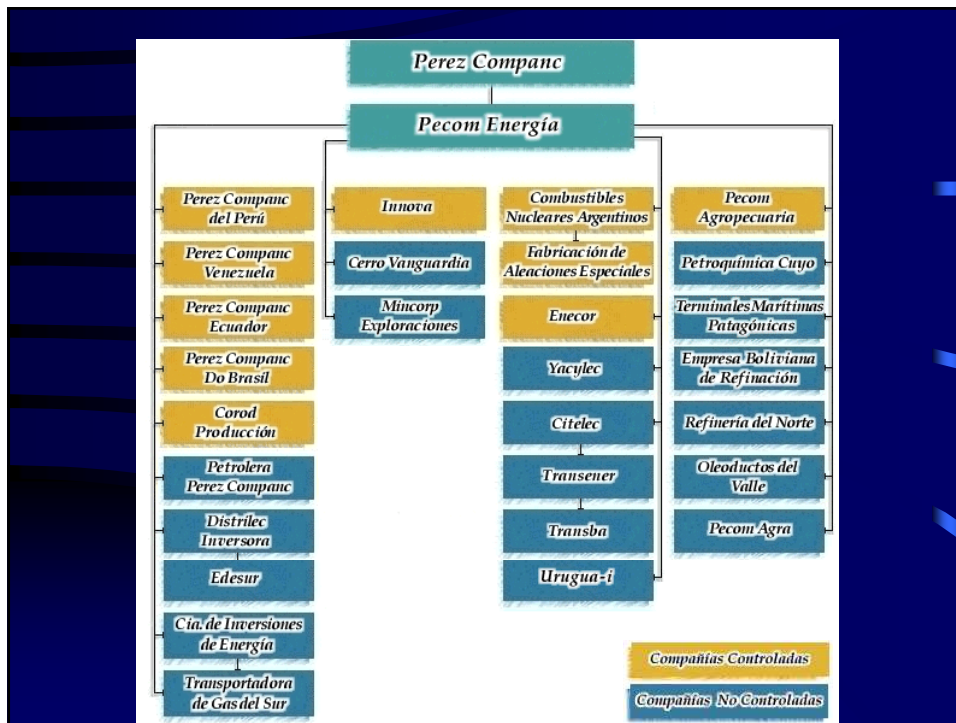 Perez Companc
Pecom Energía
Perez Companc
del Perú
Perez Companc
Venezuela
Perez Companc
Ecuador
Perez Companc
Do Brasil
Corod
Producción
Petrolera
Perez Companc
Distrilec
Inversora
Edesur
Cía. de Inversiones
de Energía
Transportadora
de Gas del Sur
Innova
Cerro Vanguardia
Mincorp
Exploraciones
Combustibles
Nucleares Argentinos
Fabricación de
Aleaciones Especiales
Enecor
Yacylec
Citelec
Transener
Transba
Urugua-i
Pecom
Agropecuaria
Petroquímica Cuyo
Terminales Marítimas
Patagónicas
Empresa Boliviana
de Refinación
Refinería del Norte
Oleoductos del
Valle
Pecom Agra
Compañías Controladas
Compañías No Controladas